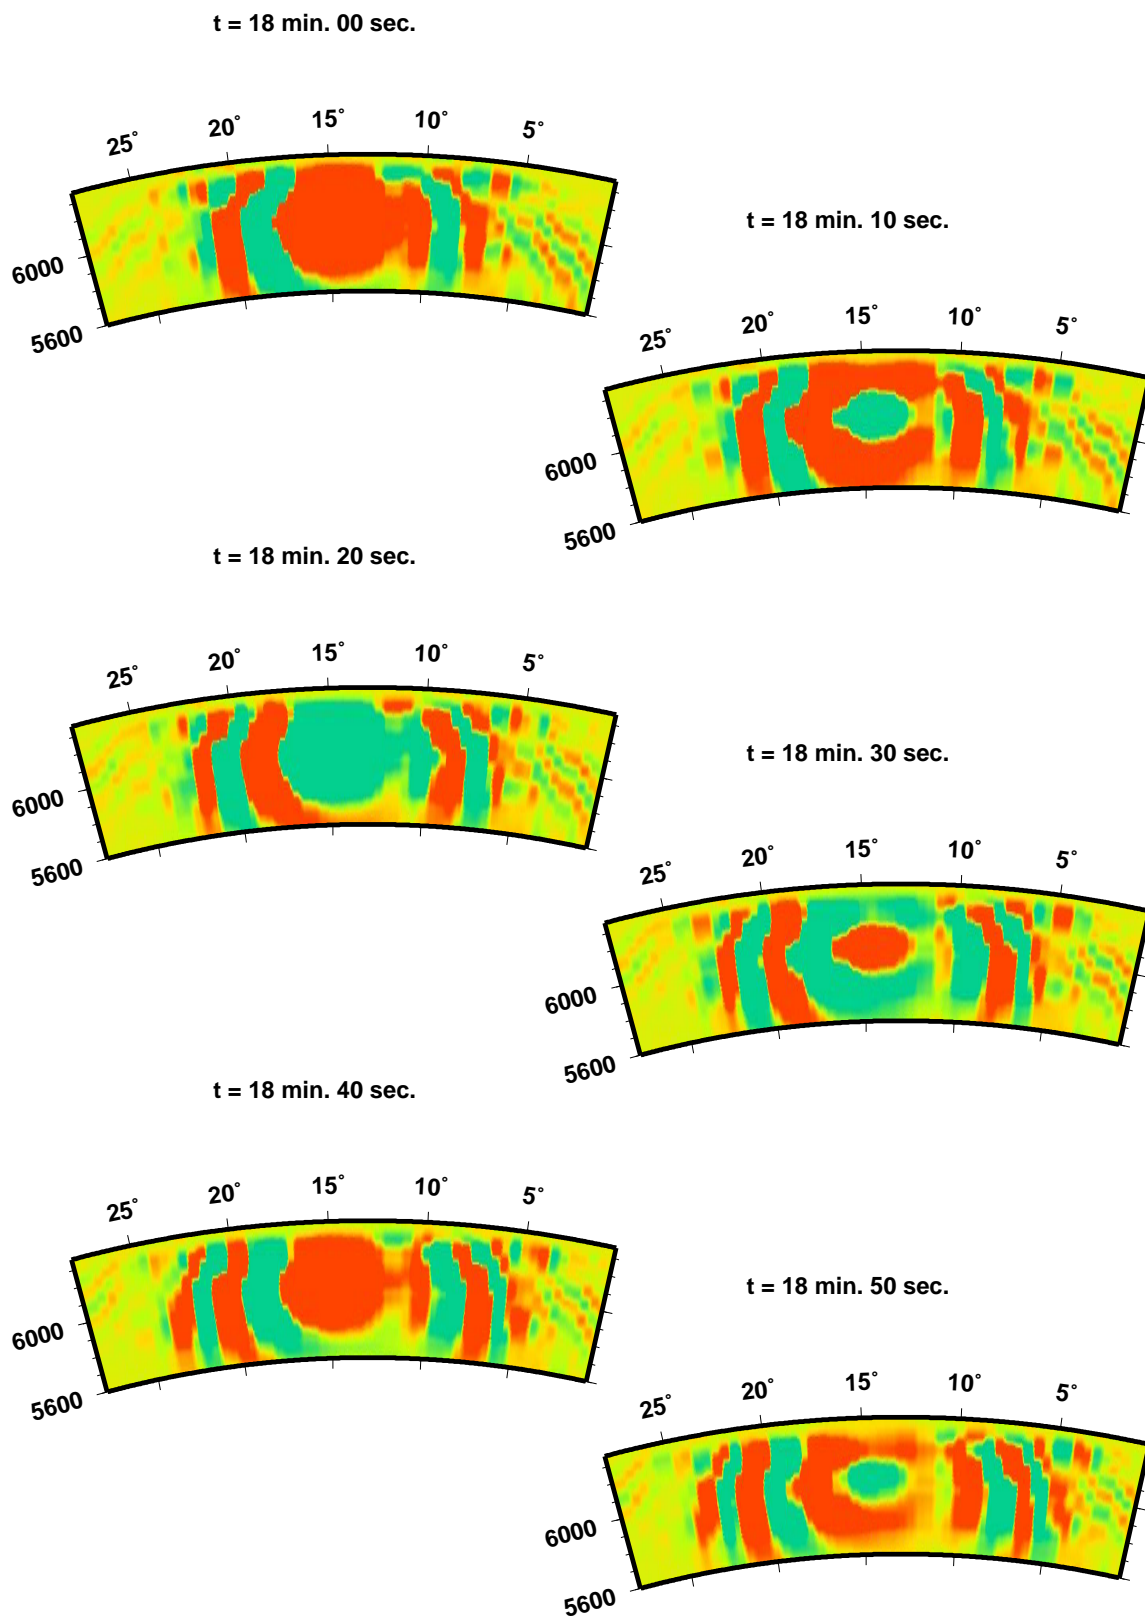 t = 18 min. 00 sec.
25˚ 20˚ 15˚ 10˚ 5˚
6000
5600
t = 18 min. 10 sec.
25˚ 20˚ 15˚ 10˚ 5˚
6000
5600
t = 18 min. 20 sec.
25˚ 20˚ 15˚ 10˚ 5˚
6000
5600
t = 18 min. 30 sec.
25˚ 20˚ 15˚ 10˚ 5˚
6000
5600
t = 18 min. 40 sec.
25˚ 20˚ 15˚ 10˚ 5˚
6000
5600
t = 18 min. 50 sec.
25˚ 20˚ 15˚ 10˚ 5˚
6000
5600